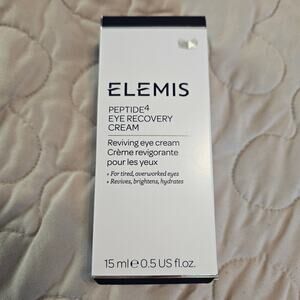 ELEMIS
PEPTIDE⁴
EYE RECOVERY
CREAM
Reviving eye cream
Crème revigorante
pour les yeux
• For tired, overworked eyes
• Revives, brightens, hydrates
15 ml ℮ 0.5 US fl.oz.